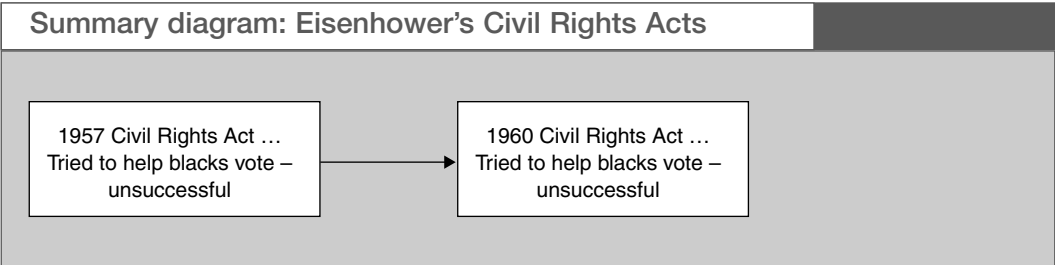 Summary diagram: Eisenhower's Civil Rights Acts
1957 Civil Rights Act …
Tried to help blacks vote –
unsuccessful
1960 Civil Rights Act …
Tried to help blacks vote –
unsuccessful